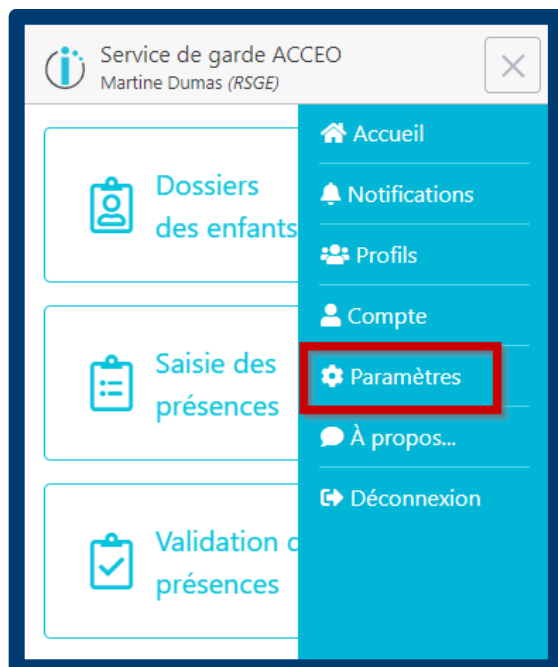 Service de garde ACCEO
Martine Dumas (RSGE)
Dossiers
des enfants
Saisie des
présences
Validation
présences
Accueil
Notifications
Profils
Compte
Paramètres
À propos...
Déconnexion